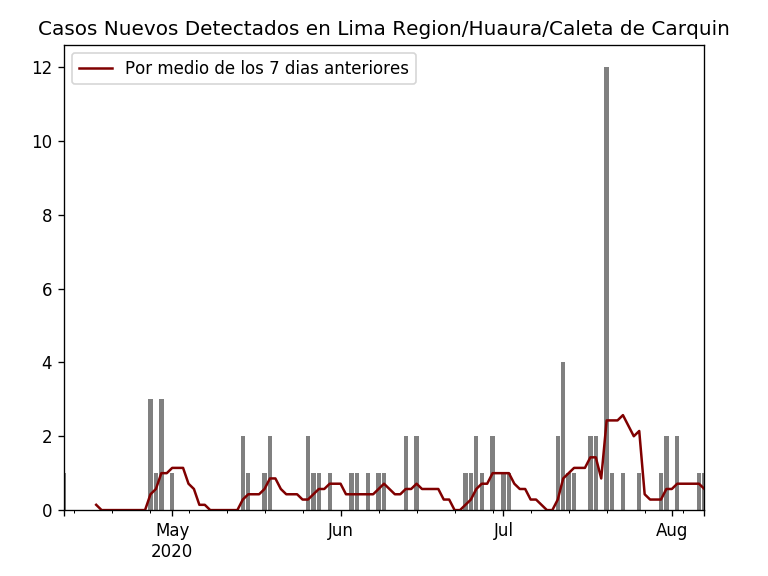 Casos Nuevos Detectados en Lima Region/Huaura/Caleta de Carquin
Por medio de los 7 dias anteriores
12
10
8
6
4
2
0
May
2020
Jun
Jul
Aug